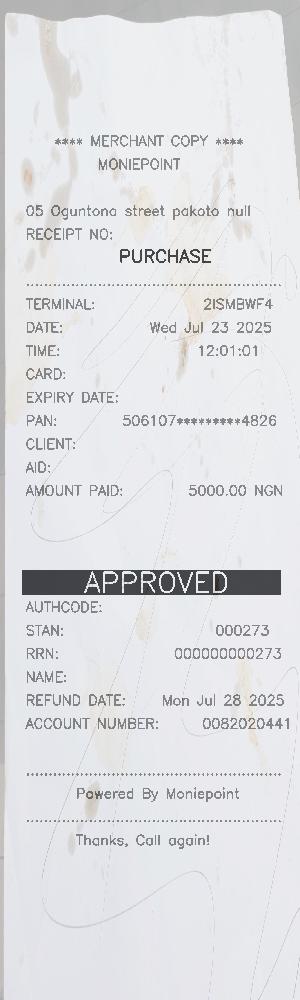 **** MERCHANT COPY ****
MONIEPOINT
05 Oguntona street pakoto null
RECEIPT NO:
PURCHASE
TERMINAL: 2ISMBWF4
DATE: Wed Jul 23 2025
TIME: 12:01:01
CARD:
EXPIRY DATE:
PAN: 506107*********4826
CLIENT:
AID:
AMOUNT PAID: 5000.00 NGN
APPROVED
AUTHCODE:
STAN: 000273
RRN: 000000000273
NAME:
REFUND DATE: Mon Jul 28 2025
ACCOUNT NUMBER: 0082020441
Powered By Moniepoint
Thanks, Call again!